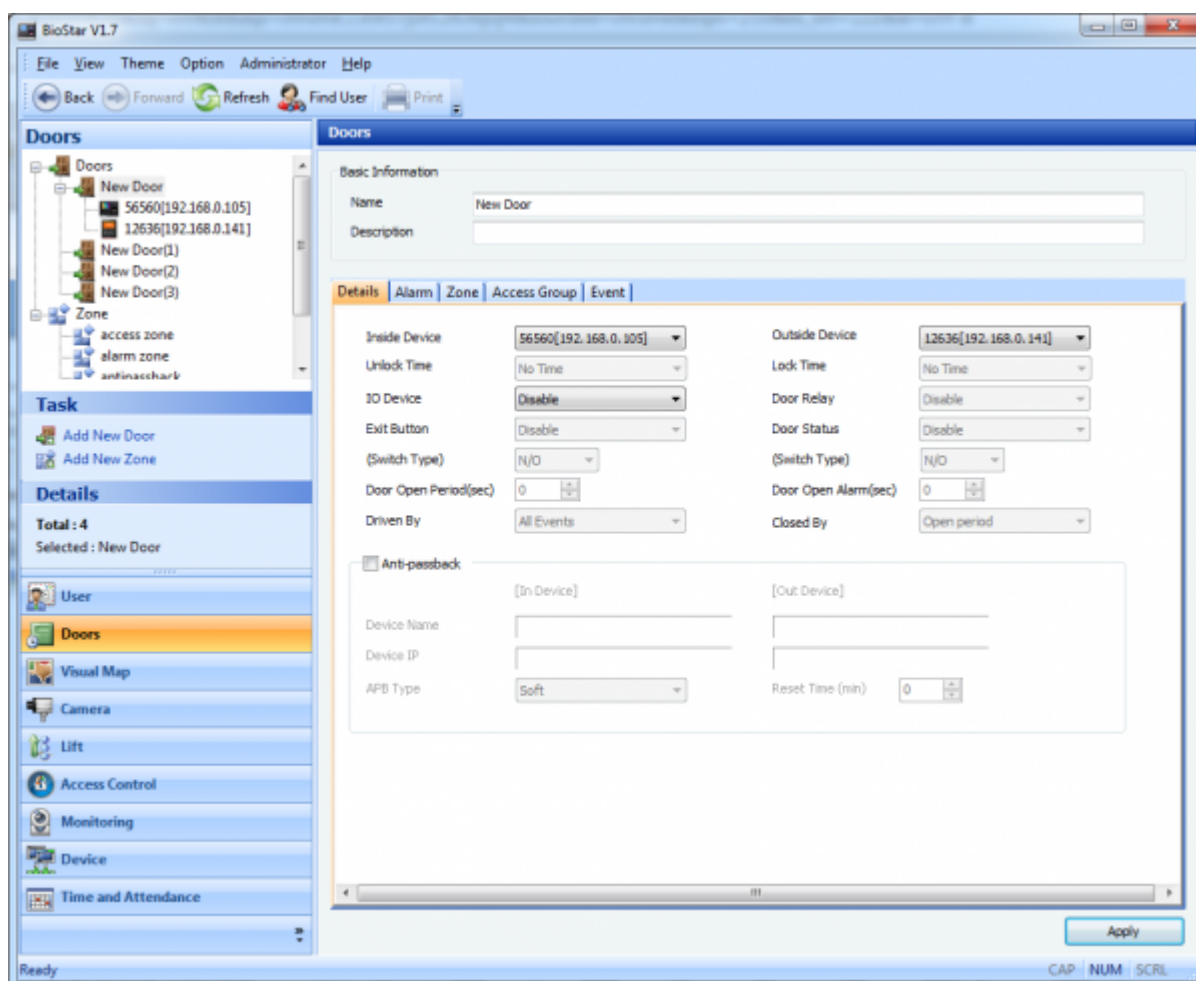 BioStar V1.7
File View Theme Option Administrator Help
Back Forward Refresh Find User Print
Doors
Doors
New Door
56560[192.168.0.105]
12636[192.168.0.141]
New Door(1)
New Door(2)
New Door(3)
Zone
access zone
alarm zone
antipassback
Task
Add New Door
Add New Zone
Details
Total : 4
Selected : New Door
User
Doors
Visual Map
Camera
Lift
Access Control
Monitoring
Device
Time and Attendance
Doors
Basic Information
Name New Door
Description
Details Alarm Zone Access Group Event
Inside Device 56560[192.168.0.105] Outside Device 12636[192.168.0.141]
Unlock Time No Time Lock Time No Time
IO Device Disable Door Relay Disable
Exit Button Disable Door Status Disable
(Switch Type) N/O (Switch Type) N/O
Door Open Period(sec) 0 Door Open Alarm(sec) 0
Driven By All Events Closed By Open period
Anti-passback
[In Device] [Out Device]
Device Name
Device IP
APB Type Soft Reset Time (min) 0
Apply
Ready CAP NUM SCRL